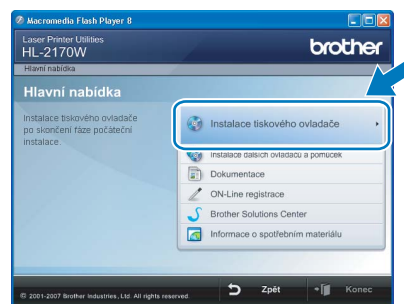 Macromedia Flash Player 8
Laser Printer Utilities
HL-2170W
brother
Hlavní nabídka
Hlavní nabídka
Instalace tiskového ovladače
po skončení fáze počáteční
instalace.
Instalace tiskového ovladače
Instalace dalších ovladačů a pomůcek
Dokumentace
ON-Line registrace
Brother Solutions Center
Informace o spotřebním materiálu
© 2001-2007 Brother Industries, Ltd. All rights reserved.
Zpět
Konec